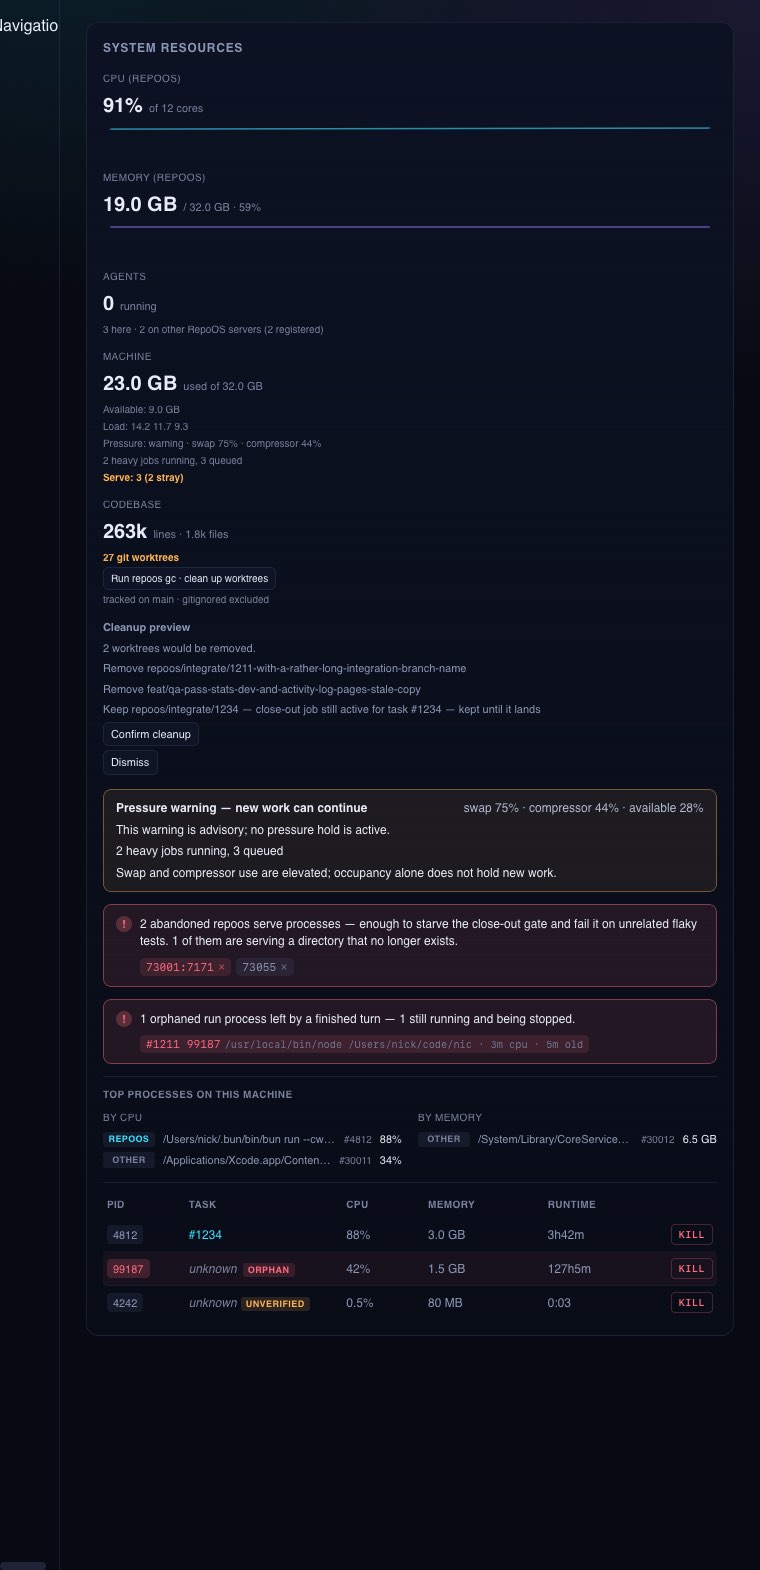 Navigatio
SYSTEM RESOURCES
CPU (REPOOS)
91% of 12 cores
MEMORY (REPOOS)
19.0 GB / 32.0 GB · 59%
AGENTS
0 running
3 here · 2 on other RepoOS servers (2 registered)
MACHINE
23.0 GB used of 32.0 GB
Available: 9.0 GB
Load: 14.2 11.7 9.3
Pressure: warning · swap 75% · compressor 44%
2 heavy jobs running, 3 queued
Serve: 3 (2 stray)
CODEBASE
263k lines · 1.8k files
27 git worktrees
Run repoos gc · clean up worktrees
tracked on main · gitignored excluded
Cleanup preview
2 worktrees would be removed.
Remove repoos/integrate/1211-with-a-rather-long-integration-branch-name
Remove feat/qa-pass-stats-dev-and-activity-log-pages-stale-copy
Keep repoos/integrate/1234 — close-out job still active for task #1234 — kept until it lands
Confirm cleanup
Dismiss
Pressure warning — new work can continue swap 75% · compressor 44% · available 28%
This warning is advisory; no pressure hold is active.
2 heavy jobs running, 3 queued
Swap and compressor use are elevated; occupancy alone does not hold new work.
! 2 abandoned repoos serve processes — enough to starve the close-out gate and fail it on unrelated flaky
tests. 1 of them are serving a directory that no longer exists.
73001:7171 × 73055 ×
! 1 orphaned run process left by a finished turn — 1 still running and being stopped.
#1211 99187 /usr/local/bin/node /Users/nick/code/nic · 3m cpu · 5m old
TOP PROCESSES ON THIS MACHINE
BY CPU BY MEMORY
REPOOS /Users/nick/.bun/bin/bun run --cw... #4812 88% OTHER /System/Library/CoreService... #30012 6.5 GB
OTHER /Applications/Xcode.app/Conten... #30011 34%
PID TASK CPU MEMORY RUNTIME
4812 #1234 88% 3.0 GB 3h42m KILL
99187 unknown ORPHAN 42% 1.5 GB 127h5m KILL
4242 unknown UNVERIFIED 0.5% 80 MB 0:03 KILL